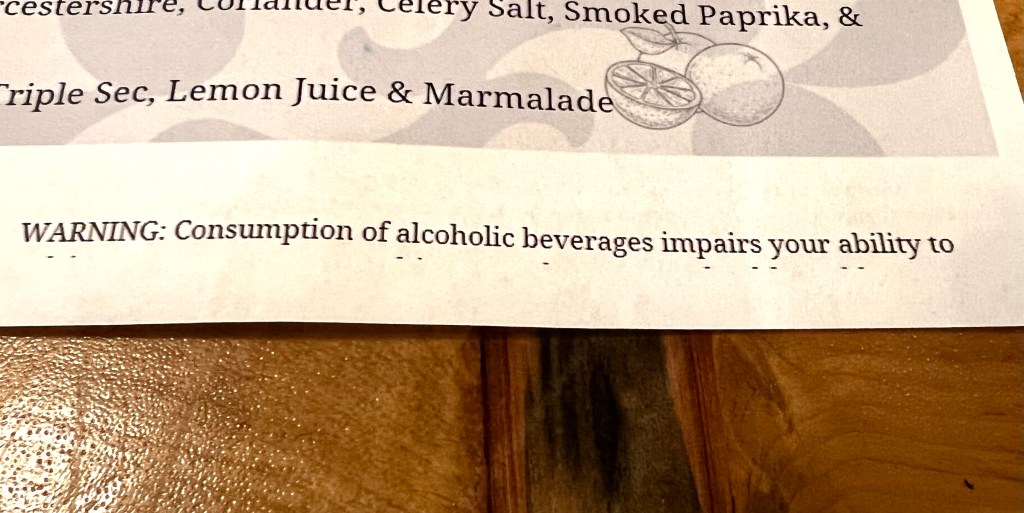 Coriander, Celery Salt, Smoked Paprika, &
Triple Sec, Lemon Juice & Marmalade
WARNING: Consumption of alcoholic beverages impairs your ability to